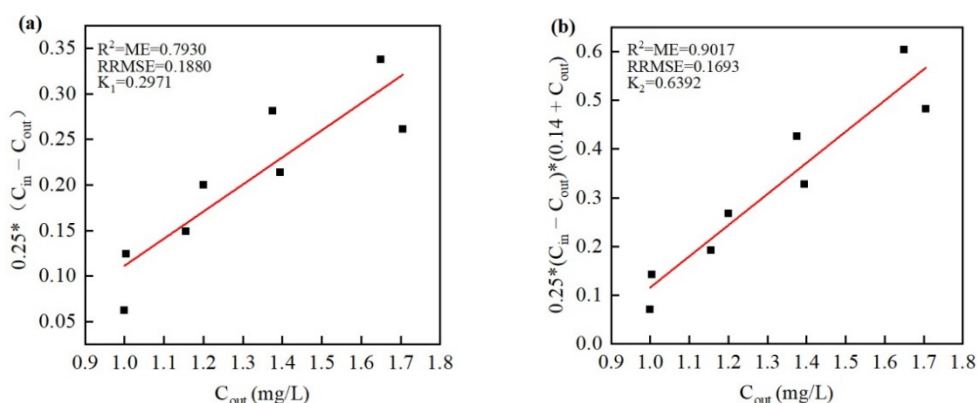 (a)
R²=ME=0.7930
RRMSE=0.1880
K₁=0.2971
0.35
0.30
0.25
0.20
0.15
0.10
0.05
0.25*（C_in − C_out)
0.9 1.0 1.1 1.2 1.3 1.4 1.5 1.6 1.7 1.8
C_out (mg/L)
(b)
R²=ME=0.9017
RRMSE=0.1693
K₂=0.6392
0.6
0.5
0.4
0.3
0.2
0.1
0.0
0.25*(C_in − C_out)*(0.14 + C_out)
0.9 1.0 1.1 1.2 1.3 1.4 1.5 1.6 1.7 1.8
C_out (mg/L)